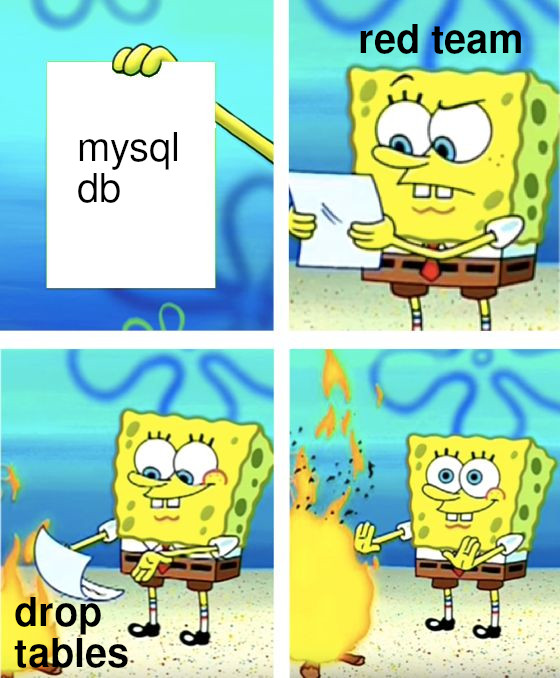 mysql
db
red team
drop
tables